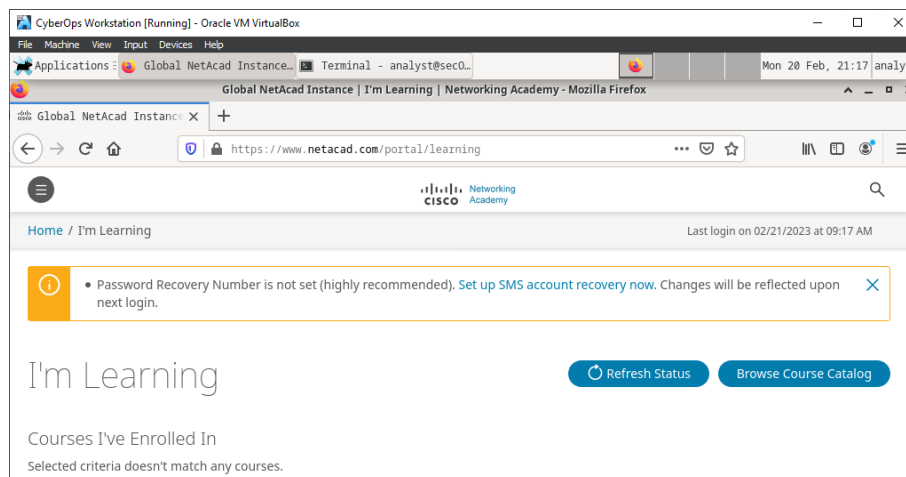 CyberOps Workstation [Running] - Oracle VM VirtualBox
File Machine View Input Devices Help
Applications Global NetAcad Instance... Terminal - analyst@secO... Mon 20 Feb, 21:17 analy
Global NetAcad Instance | I'm Learning | Networking Academy - Mozilla Firefox
Global NetAcad Instance
https://www.netacad.com/portal/learning
CISCO Networking Academy
Home / I'm Learning Last login on 02/21/2023 at 09:17 AM
• Password Recovery Number is not set (highly recommended). Set up SMS account recovery now. Changes will be reflected upon
next login.
I'm Learning Refresh Status Browse Course Catalog
Courses I've Enrolled In
Selected criteria doesn't match any courses.